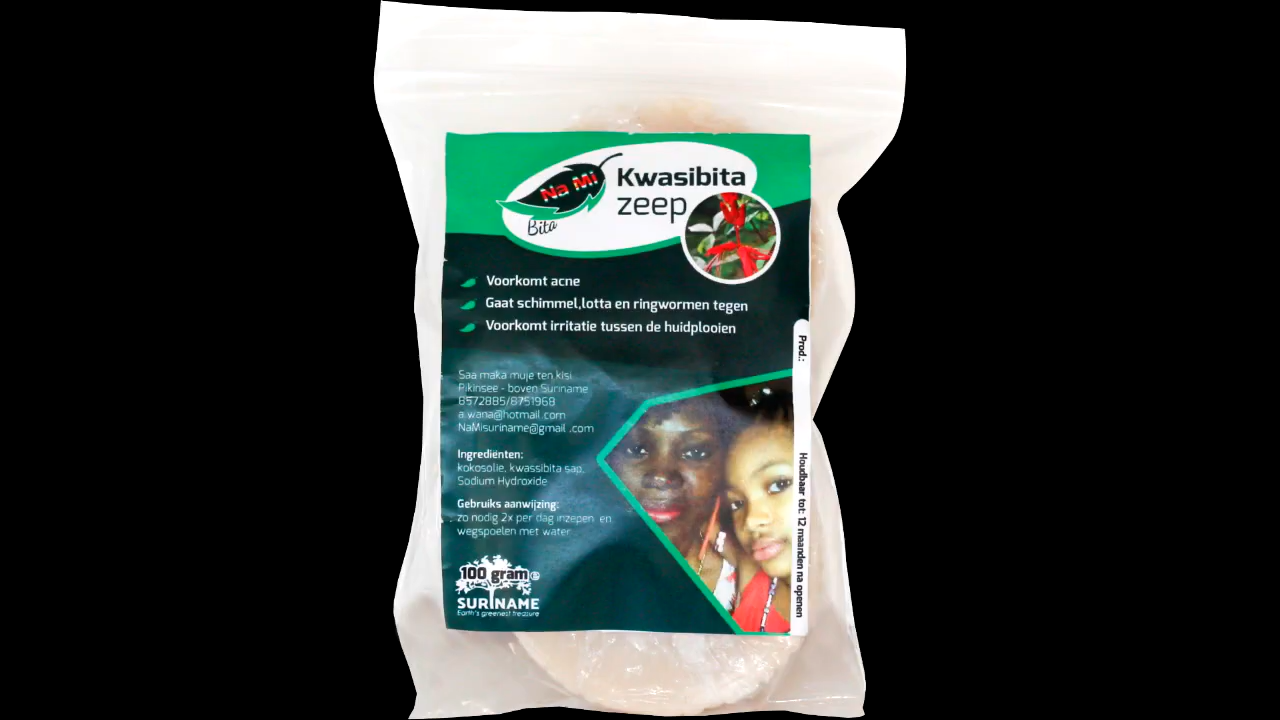 Na Mi
Bita
Kwasibita
zeep
Voorkomt acne
Gaat schimmel,lotta en ringwormen tegen
Voorkomt irritatie tussen de huidplooien
Saa maka muje ten kisi
Pikinsee - boven Suriname
8572885/8751968
a.wana@hotmail.com
NaMisuriname@gmail .com
Ingrediënten:
kokosolie, kwassibita sap,
Sodium Hydroxide
Gebruiks aanwijzing:
zo nodig 2x per dag inzepen en
wegspoelen met water
100 gram e
SURINAME
Earth's greenest treasure
Prod.:
Houdbaar tot: 12 maanden na openen